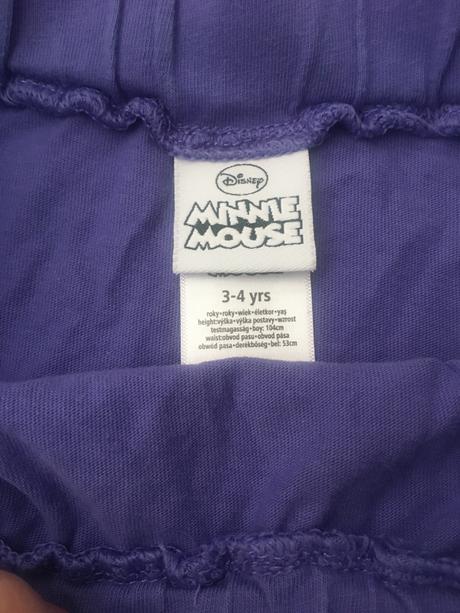 Disney
MINNIE
MOUSE
3-4 yrs
roky•roky•wiek•életkor•yaş
height:výška•výška postavy•wzrost
testmagasság•boy: 104cm
waist:obvod pasu•obvod pása
obwód pasa•derékbőség•bel: 53cm